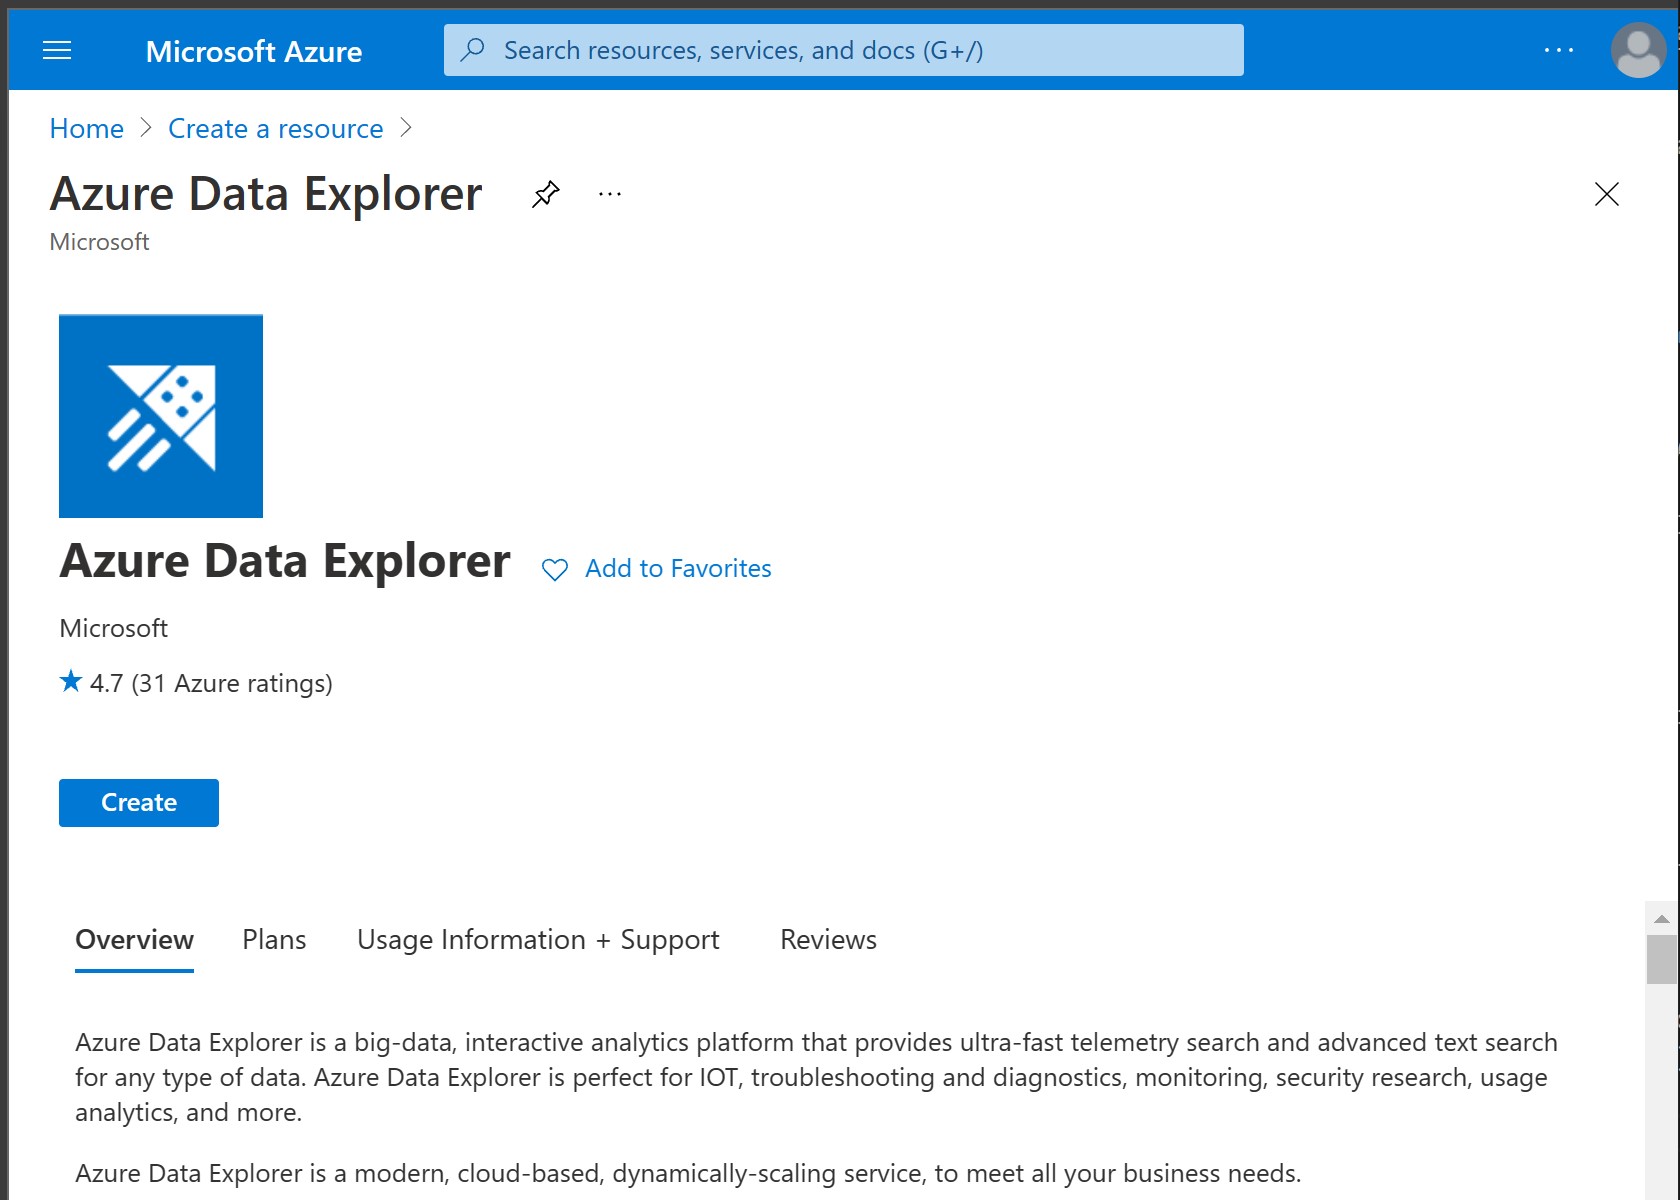 Microsoft Azure
Search resources, services, and docs (G+/)
Home
Create a resource
Azure Data Explorer
Microsoft
Azure Data Explorer
Add to Favorites
Microsoft
4.7 (31 Azure ratings)
Create
Overview
Plans
Usage Information + Support
Reviews
Azure Data Explorer is a big-data, interactive analytics platform that provides ultra-fast telemetry search and advanced text search
for any type of data. Azure Data Explorer is perfect for IOT, troubleshooting and diagnostics, monitoring, security research, usage
analytics, and more.
Azure Data Explorer is a modern, cloud-based, dynamically-scaling service, to meet all your business needs.